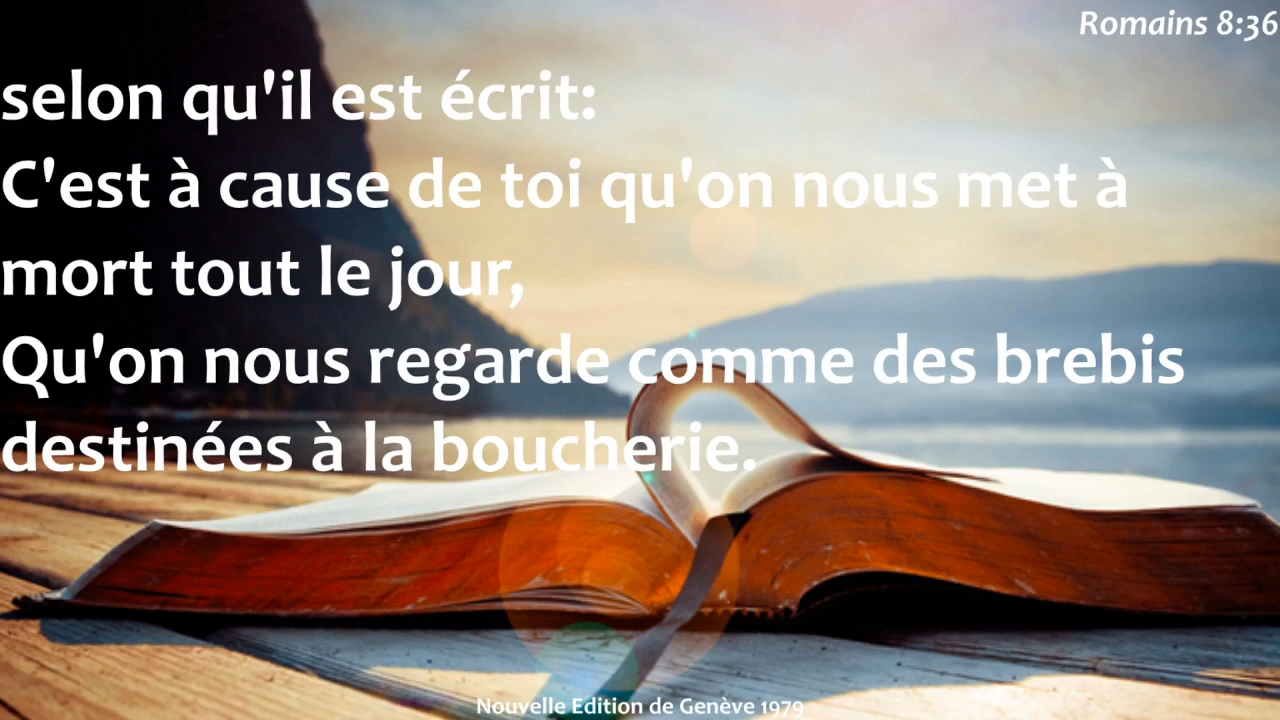 Romains 8:36
selon qu'il est écrit:
C'est à cause de toi qu'on nous met à
mort tout le jour,
Qu'on nous regarde comme des brebis
destinées à la boucherie.
Nouvelle Edition de Genève 1979